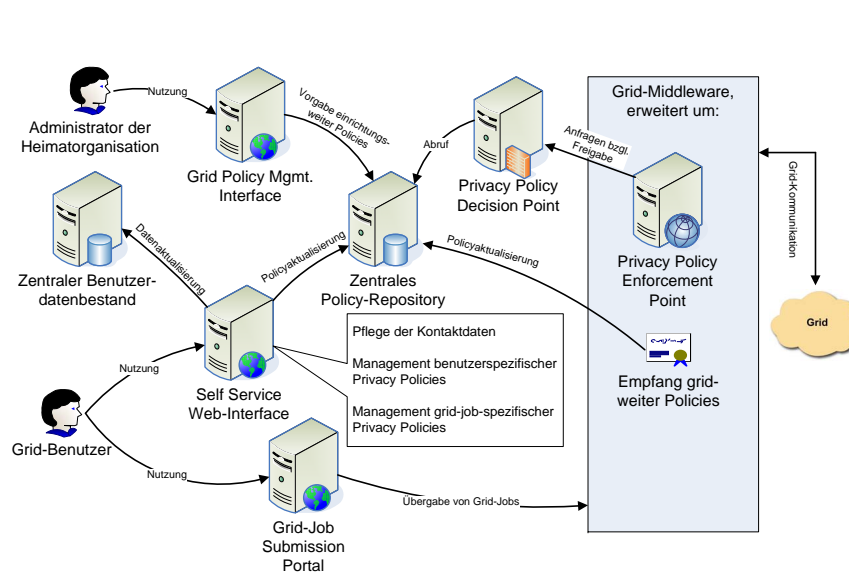 Grid-Middleware,
erweitert um:
Nutzung
Vorgabe einrichtungs-
weiter Policies
Abruf
Anfragen bzgl.
Freigabe
Administrator der
Heimatorganisation
Grid Policy Mgmt.
Interface
Privacy Policy
Decision Point
Grid-Kommunikation
Datenaktualisierung
Policyaktualisierung
Policyaktualisierung
Privacy Policy
Enforcement
Point
Zentraler Benutzer-
datenbestand
Zentrales
Policy-Repository
Grid
Pflege der Kontaktdaten
Management benutzerspezifischer
Privacy Policies
Management grid-job-spezifischer
Privacy Policies
Nutzung
Self Service
Web-Interface
Empfang grid-
weiter Policies
Grid-Benutzer
Nutzung
Übergabe von Grid-Jobs
Grid-Job
Submission
Portal